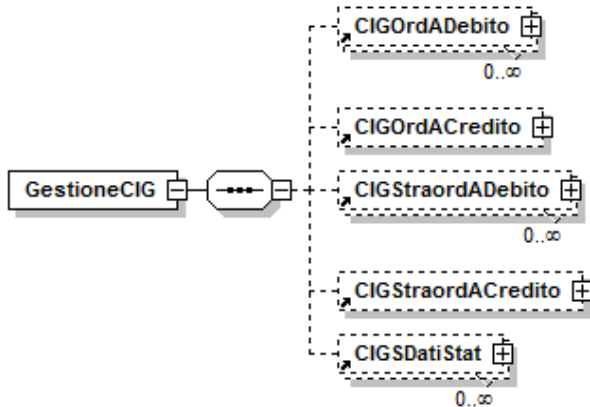 CIGOrdADebito
0..∞
CIGOrdACredito
GestioneCIG
CIGStraordADebito
0..∞
CIGStraordACredito
CIGSDatiStat
0..∞